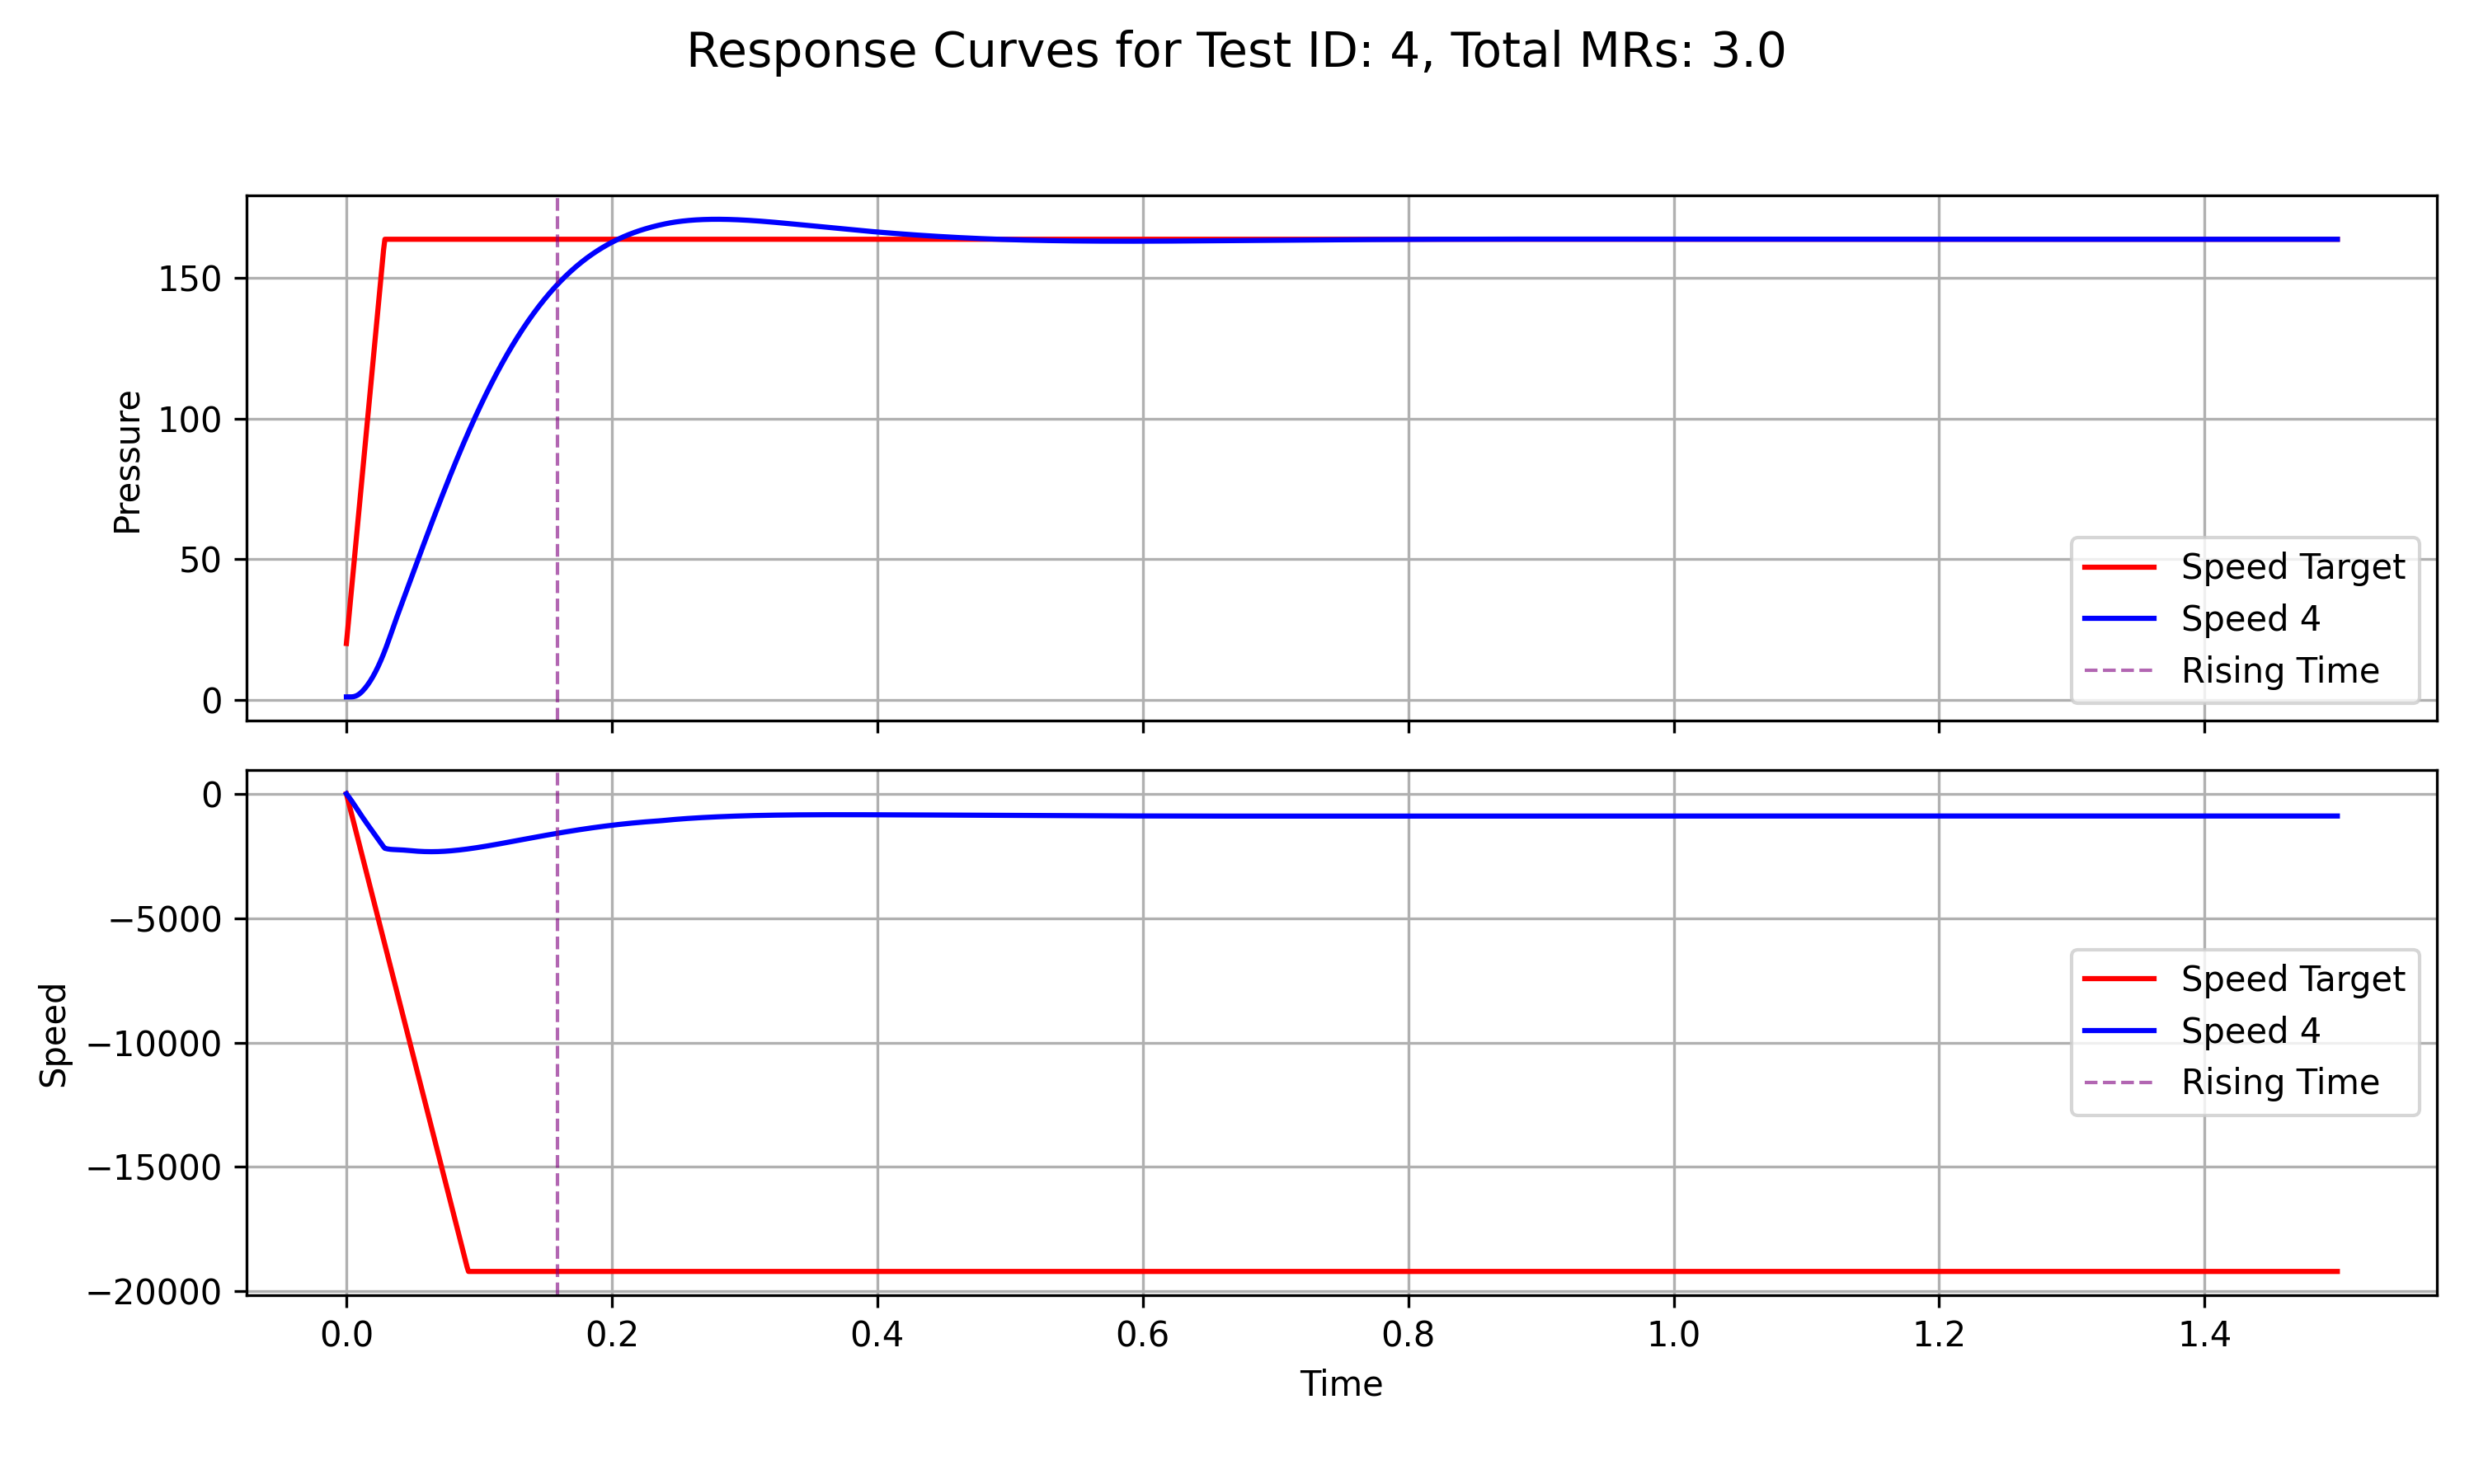 Response Curves for Test ID: 4, Total MRs: 3.0
Pressure
150
100
50
0
Speed Target
Speed 4
Rising Time
Speed
0
−5000
−10000
−15000
−20000
Speed Target
Speed 4
Rising Time
0.0 0.2 0.4 0.6 0.8 1.0 1.2 1.4
Time